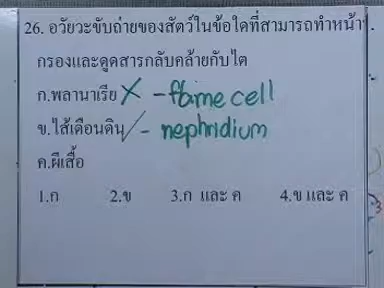 26. อวัยวะขับถ่ายของสัตว์ในข้อใดที่สามารถทำหน้า
กรองและดูดสารกลับคล้ายกับไต
ก.พลานาเรีย ✗ - flame cell
ข.ไส้เดือนดิน ✓ - nephridium
ค.ผีเสื้อ
1.ก 2.ข 3.ก และ ค 4.ข และ ค